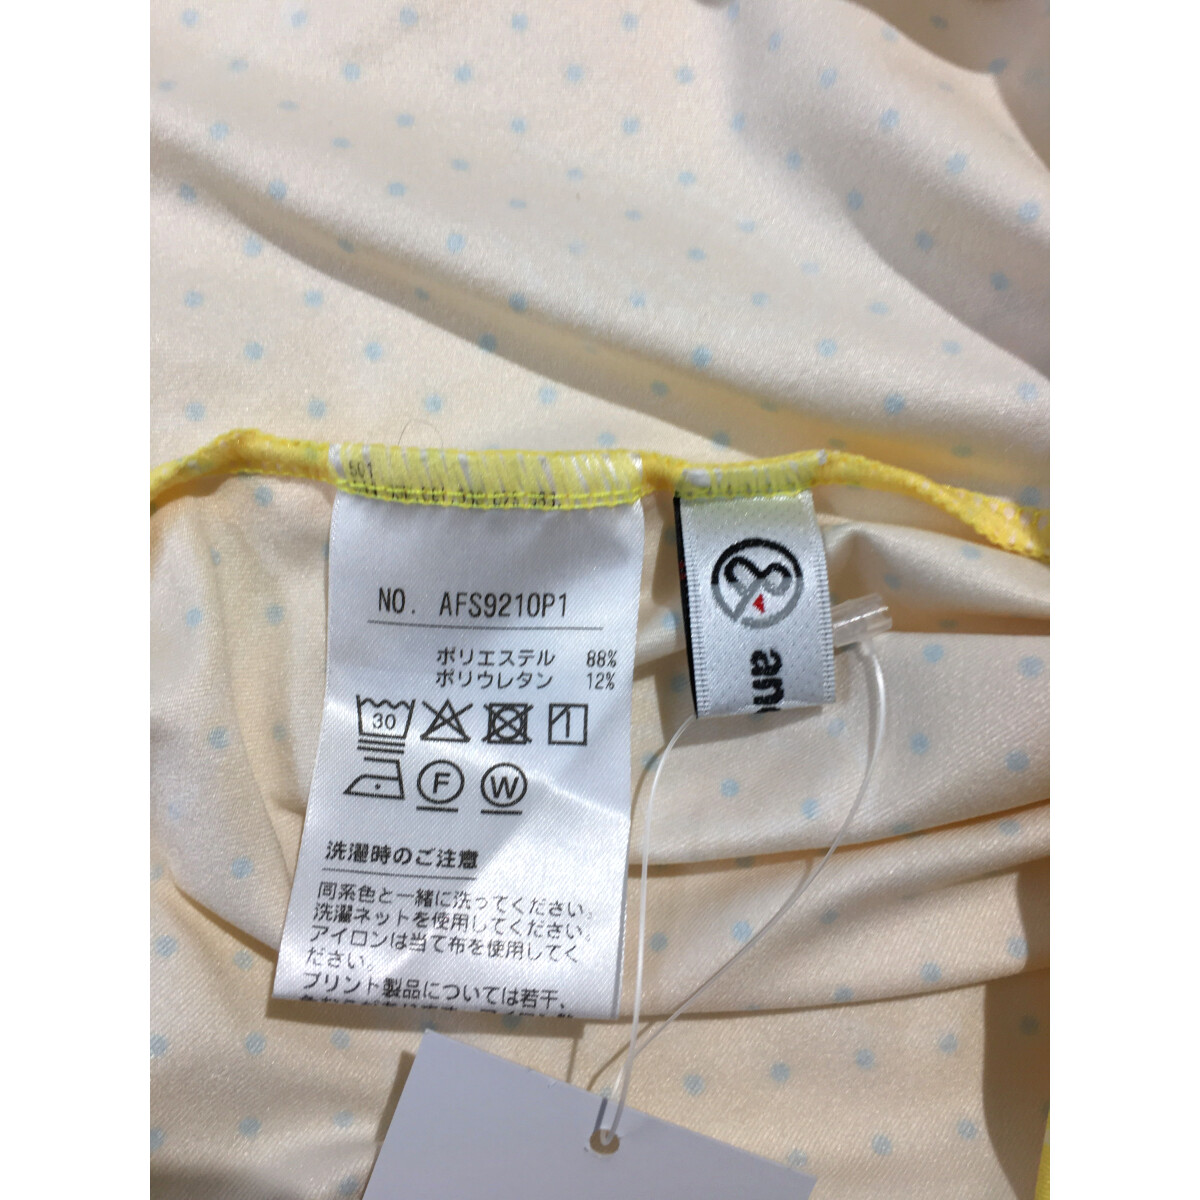 501
NO. AFS9210P1
ポリエステル 88%
ポリウレタン 12%
30
F W
洗濯時のご注意
同系色と一緒に洗ってください。
洗濯ネットを使用してください。
アイロンは当て布を使用してく
ださい。
プリント製品については若干、
and